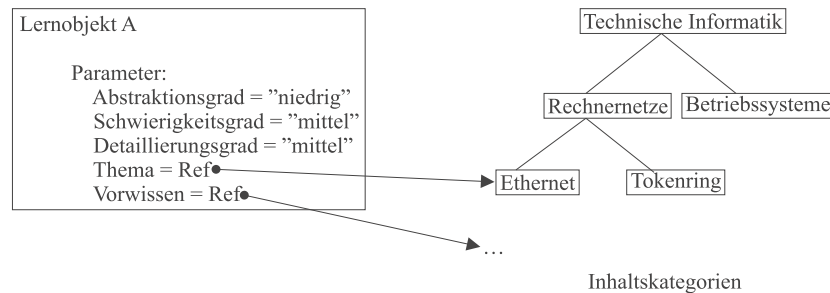 Lernobjekt A
Parameter:
Abstraktionsgrad = ”niedrig”
Schwierigkeitsgrad = ”mittel”
Detaillierungsgrad = ”mittel”
Thema = Ref
Vorwissen = Ref
Technische Informatik
Rechnernetze
Betriebssysteme
Ethernet
Tokenring
...
Inhaltskategorien